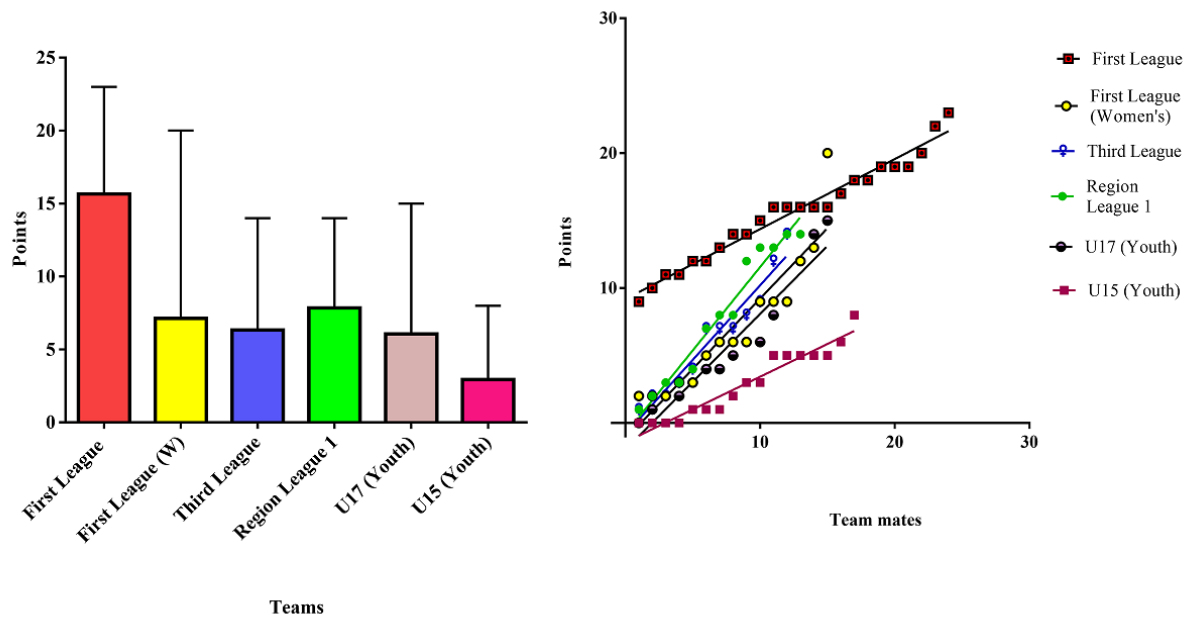 25
20
15
10
5
0
Points
First League
First League (W)
Third League
Region League 1
U17 (Youth)
U15 (Youth)
Teams
30
20
10
Points
10
20
30
Team mates
First League
First League
(Women's)
Third League
Region
League 1
U17 (Youth)
U15 (Youth)